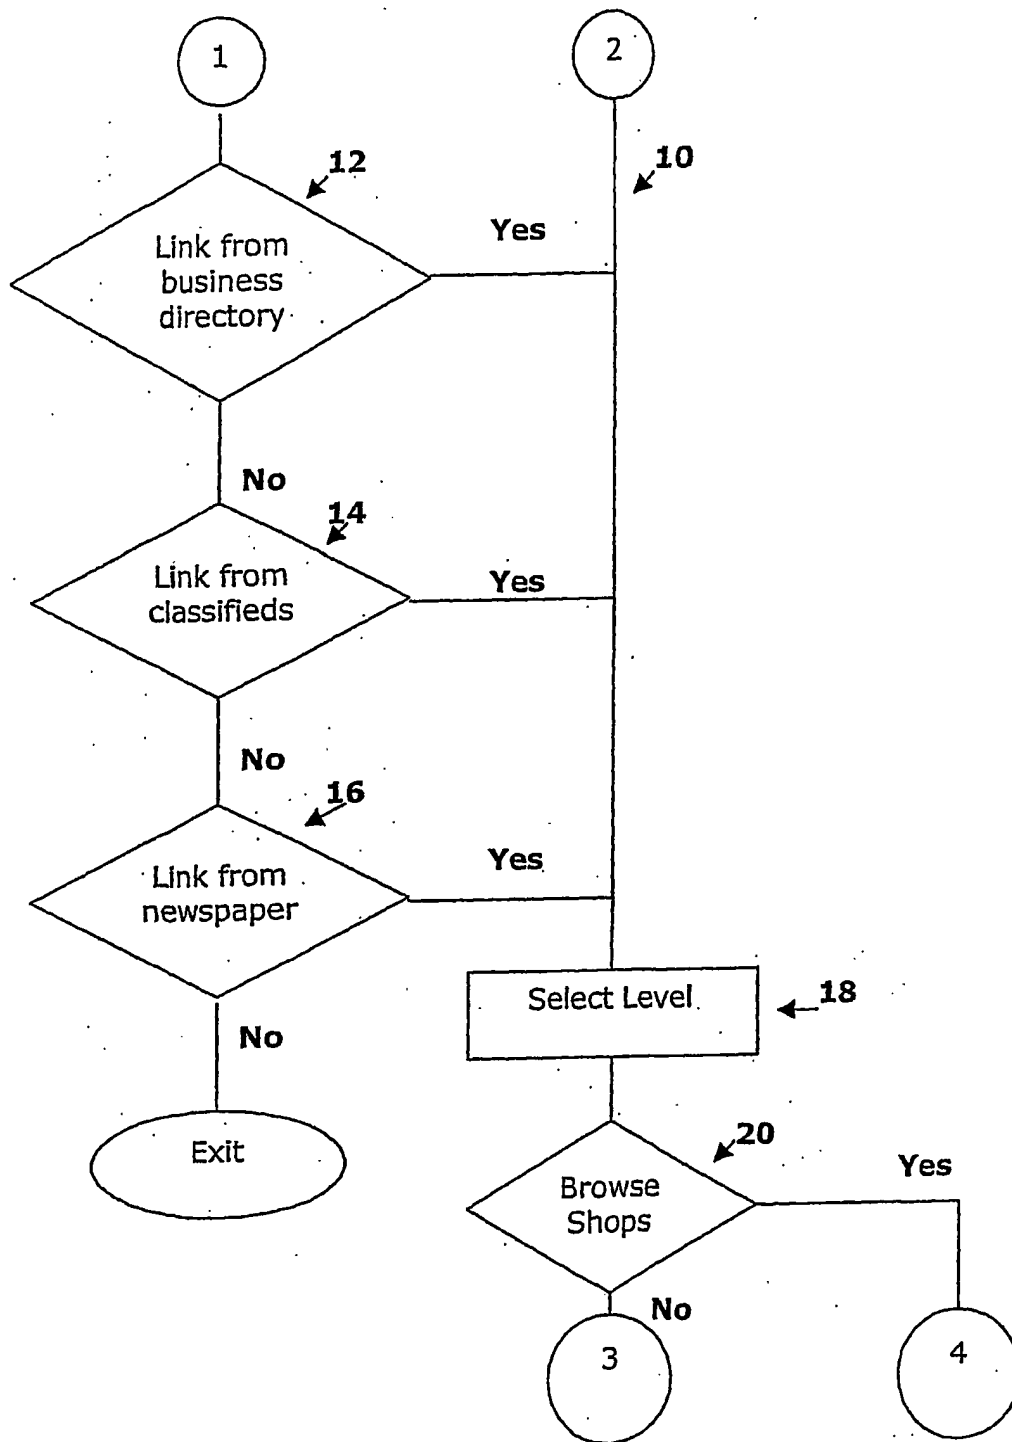 1
2
12
10
Link from
business
directory
Yes
No
14
Link from
classifieds
Yes
No
16
Link from
newspaper
Yes
Select Level
18
No
Exit
20
Browse
Shops
Yes
No
3
4